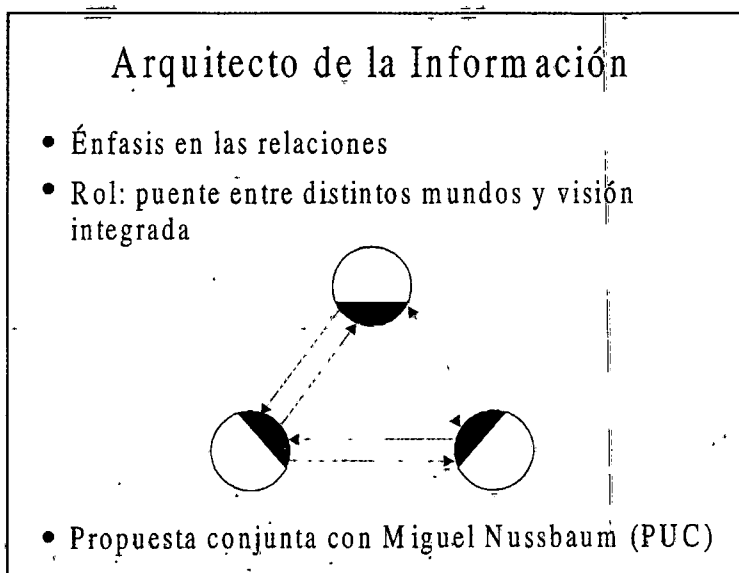 Arquitecto de la Información
• Énfasis en las relaciones
• Rol: puente entre distintos mundos y visión
integrada
• Propuesta conjunta con Miguel Nussbaum (PUC)